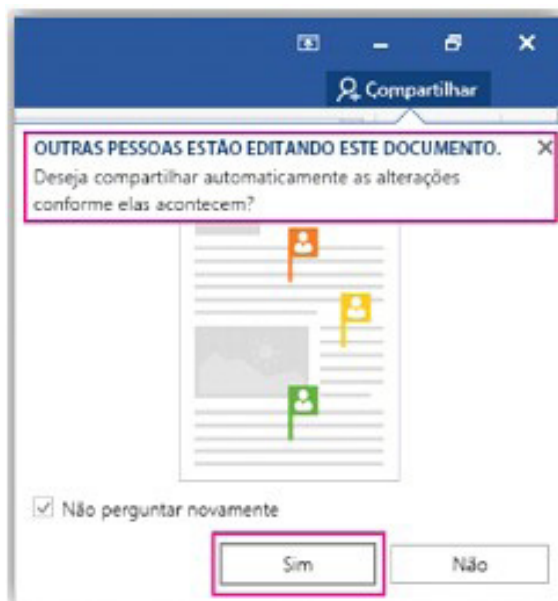 Compartilhar
OUTRAS PESSOAS ESTÃO EDITANDO ESTE DOCUMENTO.
Deseja compartilhar automaticamente as alterações
conforme elas acontecem?
Não perguntar novamente
Sim
Não